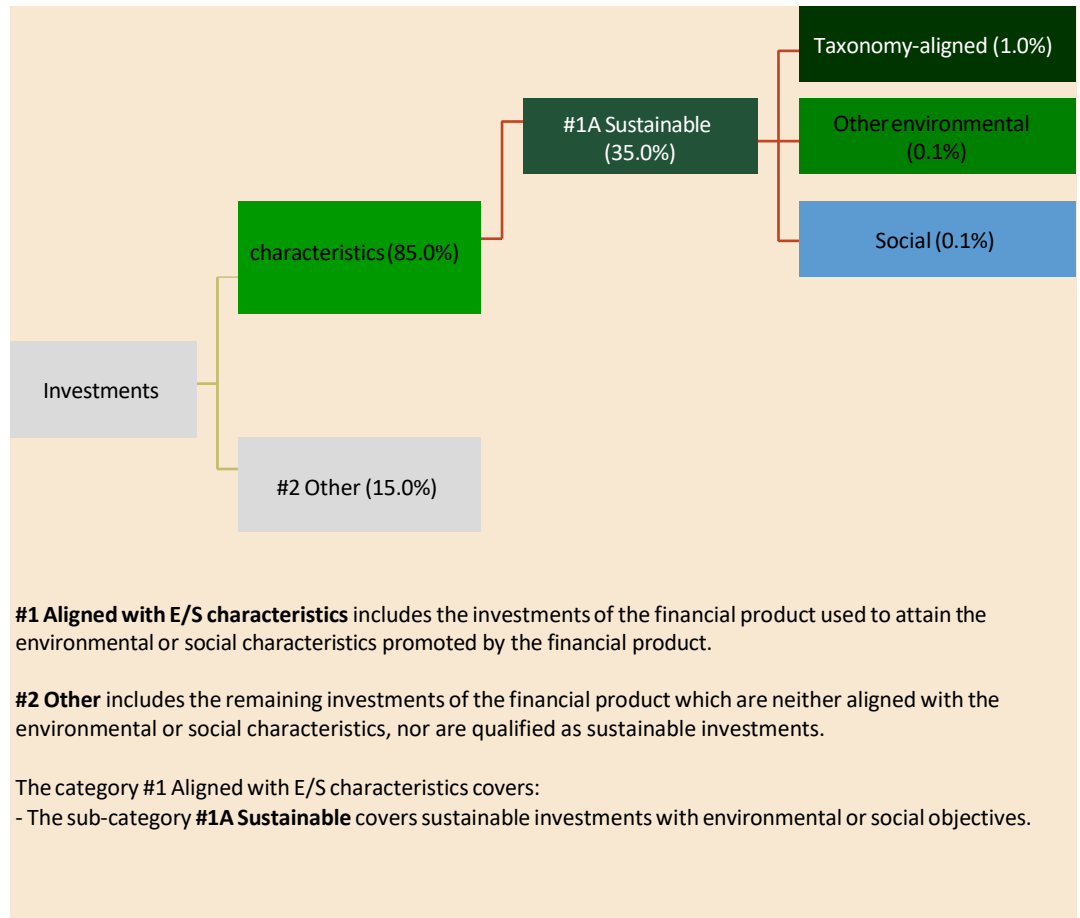 Taxonomy-aligned (1.0%)
#1A Sustainable
(35.0%)
Other environmental
(0.1%)
characteristics (85.0%)
Social (0.1%)
Investments
#2 Other (15.0%)
#1 Aligned with E/S characteristics includes the investments of the financial product used to attain the
environmental or social characteristics promoted by the financial product.
#2 Other includes the remaining investments of the financial product which are neither aligned with the
environmental or social characteristics, nor are qualified as sustainable investments.
The category #1 Aligned with E/S characteristics covers:
- The sub-category #1A Sustainable covers sustainable investments with environmental or social objectives.